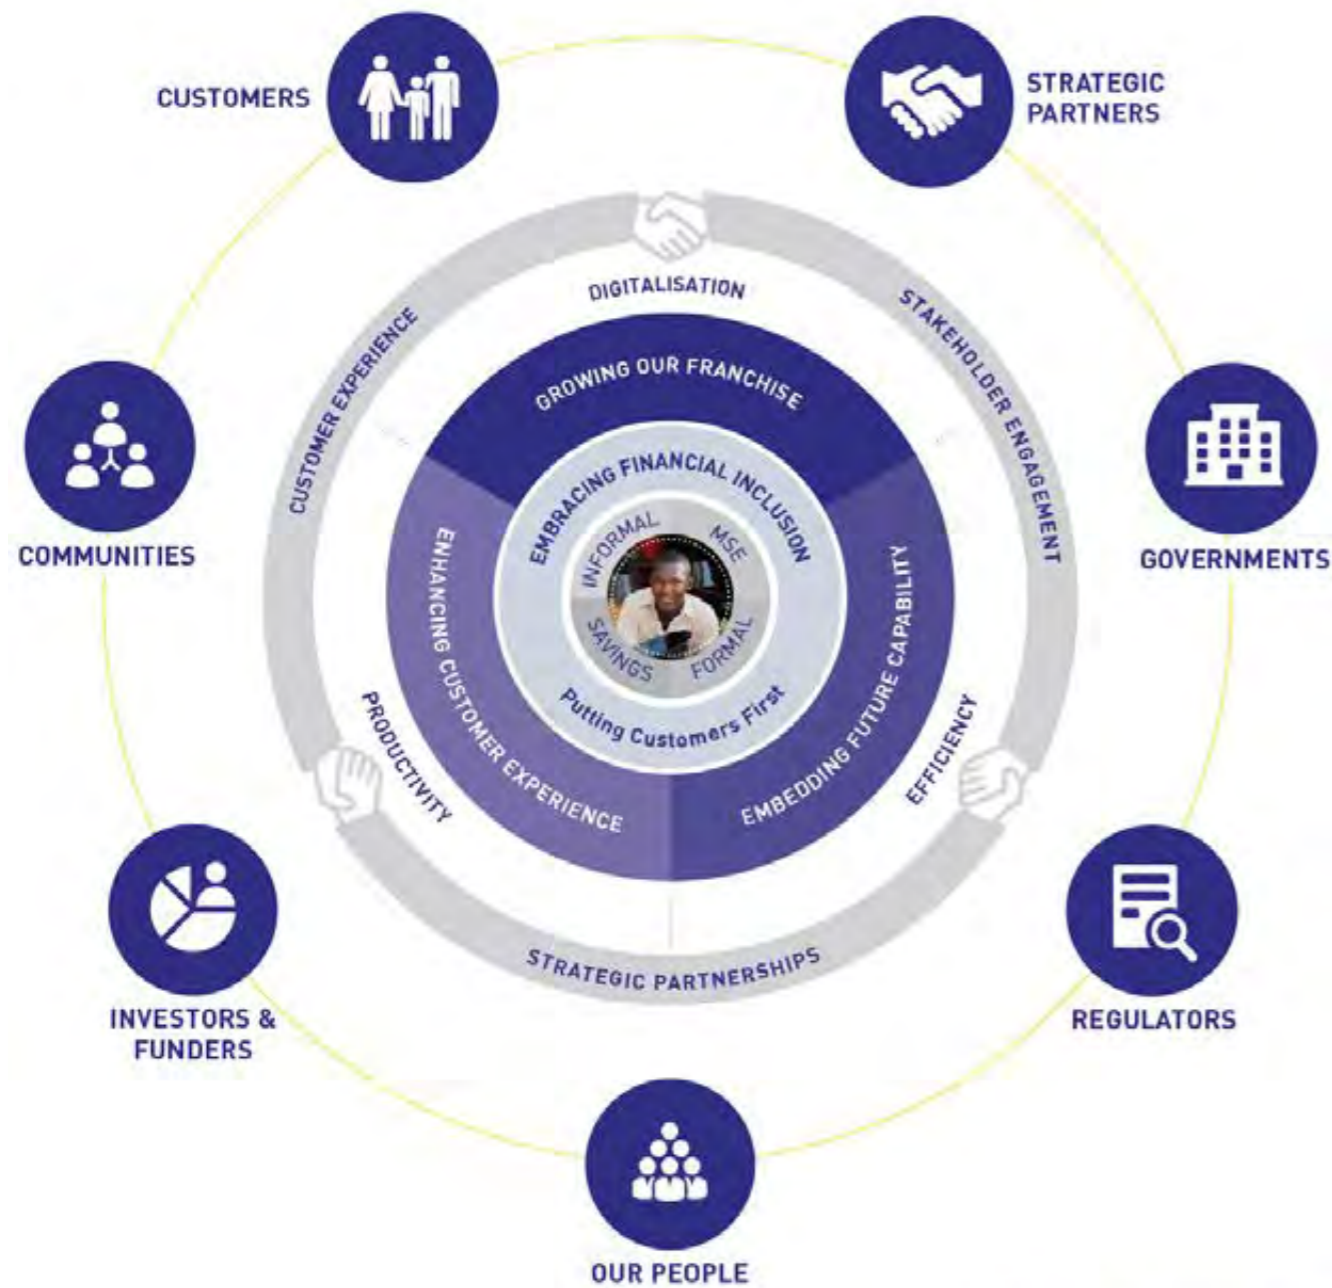 CUSTOMERS
STRATEGIC
PARTNERS
CUSTOMER EXPERIENCE
DIGITALISATION
STAKEHOLDER ENGAGEMENT
GROWING OUR FRANCHISE
EMBRACING FINANCIAL INCLUSION
INFORMAL
MSE
SAVINGS
FORMAL
Putting Customers First
ENHANCING CUSTOMER EXPERIENCE
EMBEDDING FUTURE CAPABILITY
COMMUNITIES
GOVERNMENTS
PRODUCTIVITY
EFFICIENCY
STRATEGIC PARTNERSHIPS
INVESTORS &
FUNDERS
REGULATORS
OUR PEOPLE